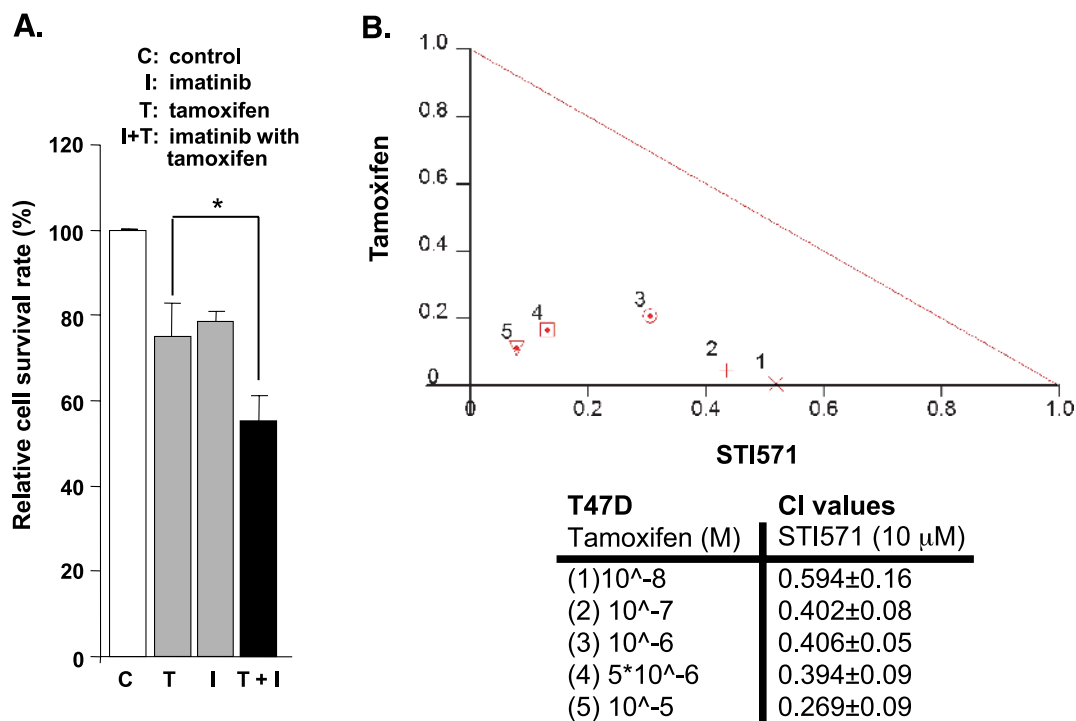 A.
C: control
I: imatinib
T: tamoxifen
I+T: imatinib with
tamoxifen
Relative cell survival rate (%)
120
100
80
60
40
20
0
*
C T I T + I
B.
Tamoxifen
1.0
0.8
0.6
0.4
0.2
0
5
4
3
2
1
0 0.2 0.4 0.6 0.8 1.0
STI571
T47D CI values
Tamoxifen (M) STI571 (10 μM)
(1)10^-8 0.594±0.16
(2) 10^-7 0.402±0.08
(3) 10^-6 0.406±0.05
(4) 5*10^-6 0.394±0.09
(5) 10^-5 0.269±0.09